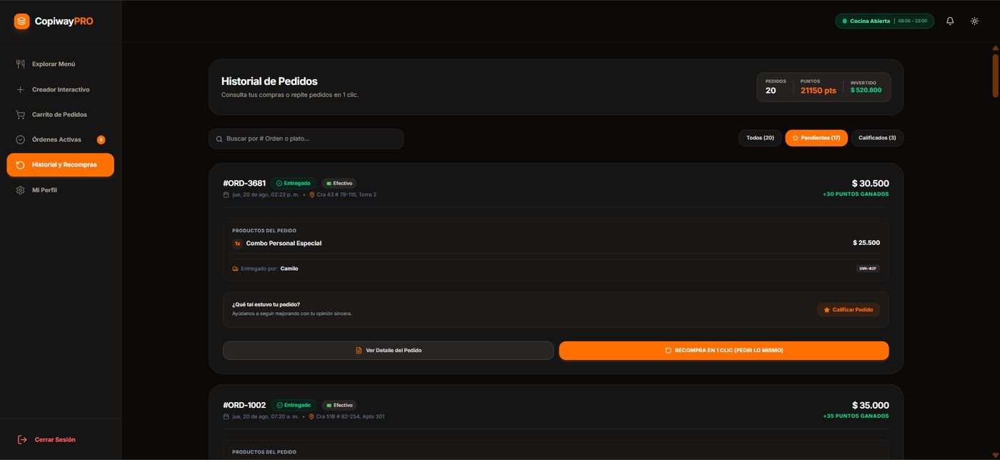 CopiwayPRO
Cocina Abierta | 08:00 - 23:00
Explorar Menú
Creador Interactivo
Carrito de Pedidos
Órdenes Activas 5
Historial y Recompras
Mi Perfil
Cerrar Sesión
Historial de Pedidos
Consulta tus compras o repite pedidos en 1 clic.
PEDIDOS
20
PUNTOS
21150 pts
INVERTIDO
$ 520.800
Buscar por # Orden o plato...
Todos (20)
Pendientes (17)
Calificados (3)
#ORD-3681 Entregado Efectivo
$ 30.500
jue, 20 de ago, 02:23 p. m. • Cra 43 # 79-115, Torre 2
+30 PUNTOS GANADOS
PRODUCTOS DEL PEDIDO
1x Combo Personal Especial
$ 25.500
Entregado por: Camilo
UVH-02F
¿Qué tal estuvo tu pedido?
Ayúdanos a seguir mejorando con tu opinión sincera.
Calificar Pedido
Ver Detalle del Pedido
RECOMPRA EN 1 CLIC (PEDIR LO MISMO)
#ORD-1002 Entregado Efectivo
$ 35.000
jue, 20 de ago, 07:20 a. m. • Cra 51B # 82-254, Apto 301
+35 PUNTOS GANADOS
PRODUCTOS DEL PEDIDO